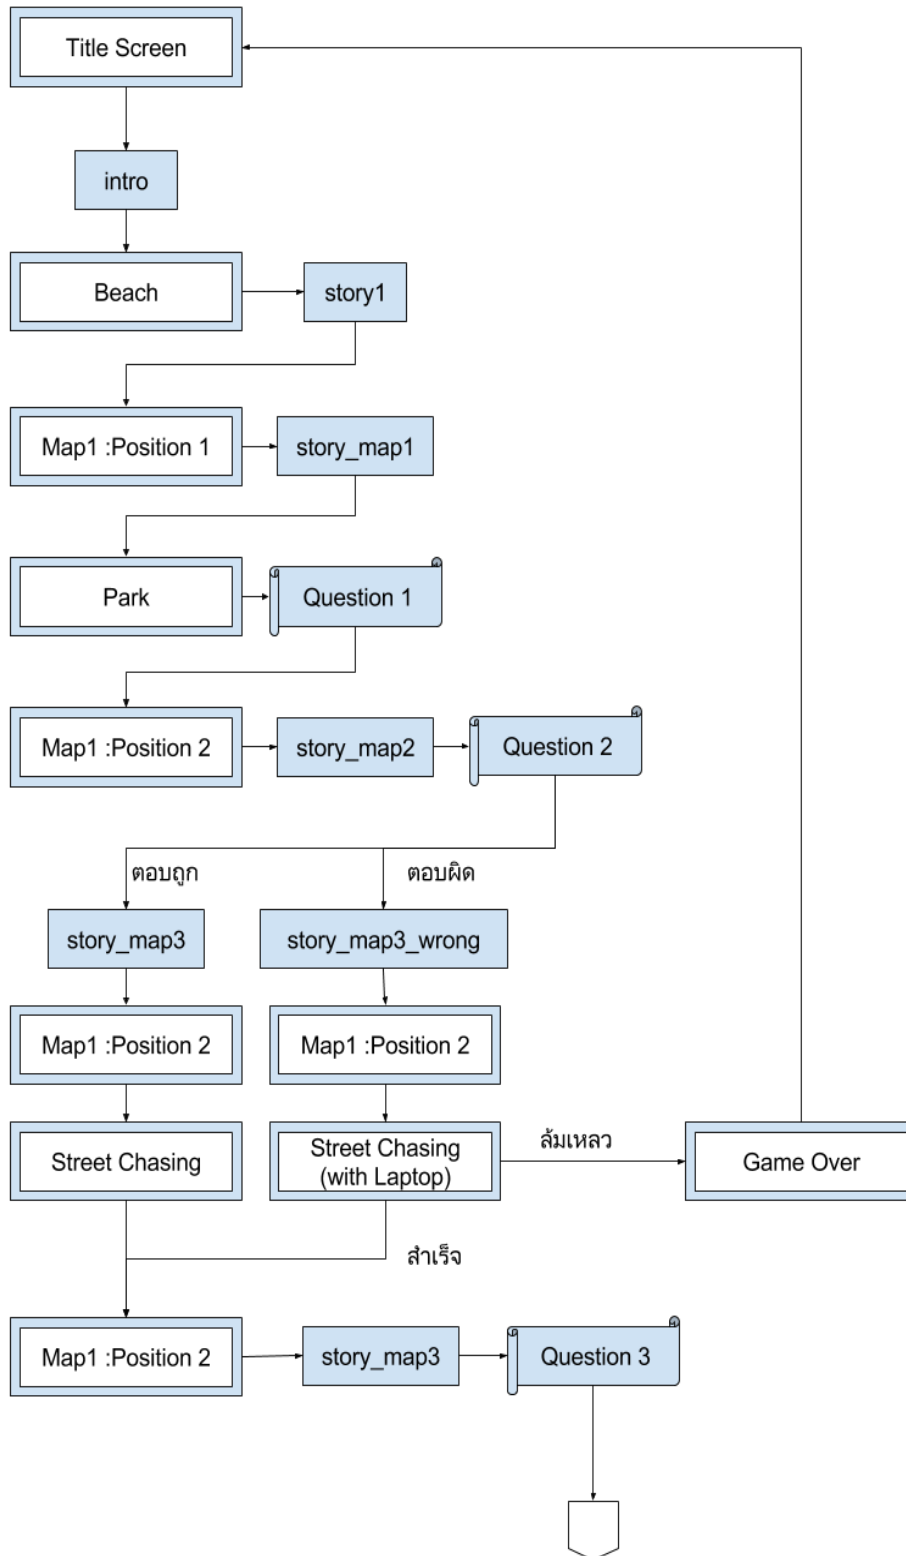 Title Screen
intro
Beach
story1
Map1 :Position 1
story_map1
Park
Question 1
Map1 :Position 2
story_map2
Question 2
ตอบถูก
ตอบผิด
story_map3
story_map3_wrong
Map1 :Position 2
Map1 :Position 2
Street Chasing
Street Chasing
(with Laptop)
ล้มเหลว
Game Over
สำเร็จ
Map1 :Position 2
story_map3
Question 3